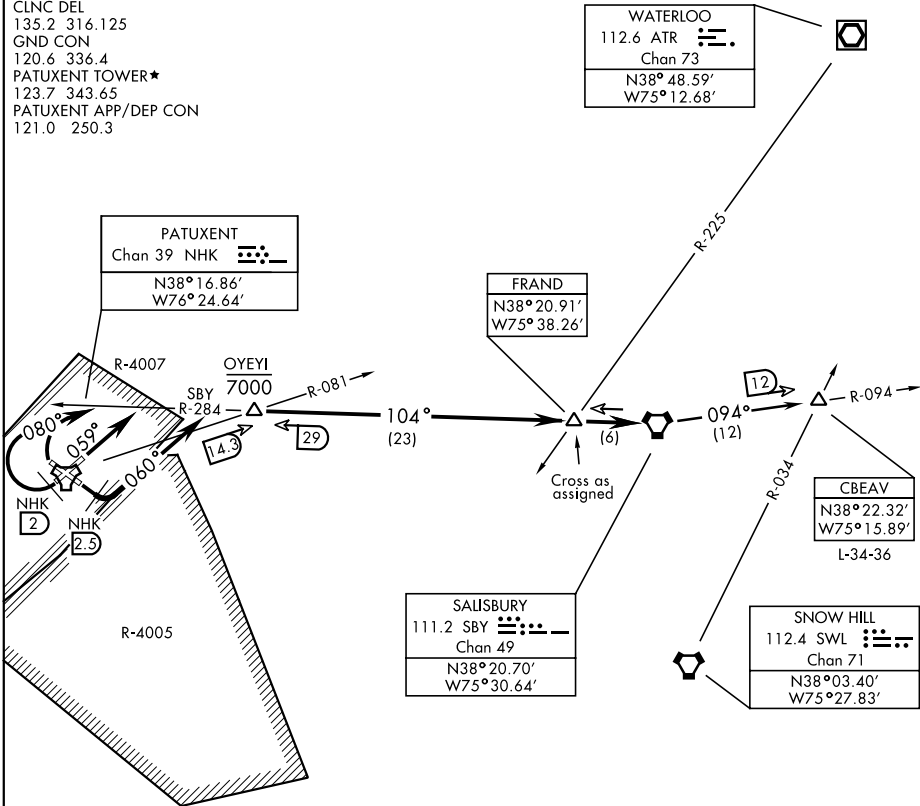 CLNC DEL
135.2 316.125
GND CON
120.6 336.4
PATUXENT TOWER★
123.7 343.65
PATUXENT APP/DEP CON
121.0 250.3
WATERLOO
112.6 ATR
Chan 73
N38°48.59′
W75°12.68′
R-225
PATUXENT
Chan 39 NHK
N38°16.86′
W76°24.64′
FRAND
N38°20.91′
W75°38.26′
R-4007
OYEYI
7000
SBY
R-284
R-081
104°
(23)
(6)
094°
(12)
12
R-094
080°
059°
060°
14.3
29
Cross as
assigned
NHK
2
NHK
2.5
R-034
CBEAV
N38°22.32′
W75°15.89′
L-34-36
R-4005
SALISBURY
111.2 SBY
Chan 49
N38°20.70′
W75°30.64′
SNOW HILL
112.4 SWL
Chan 71
N38°03.40′
W75°27.83′